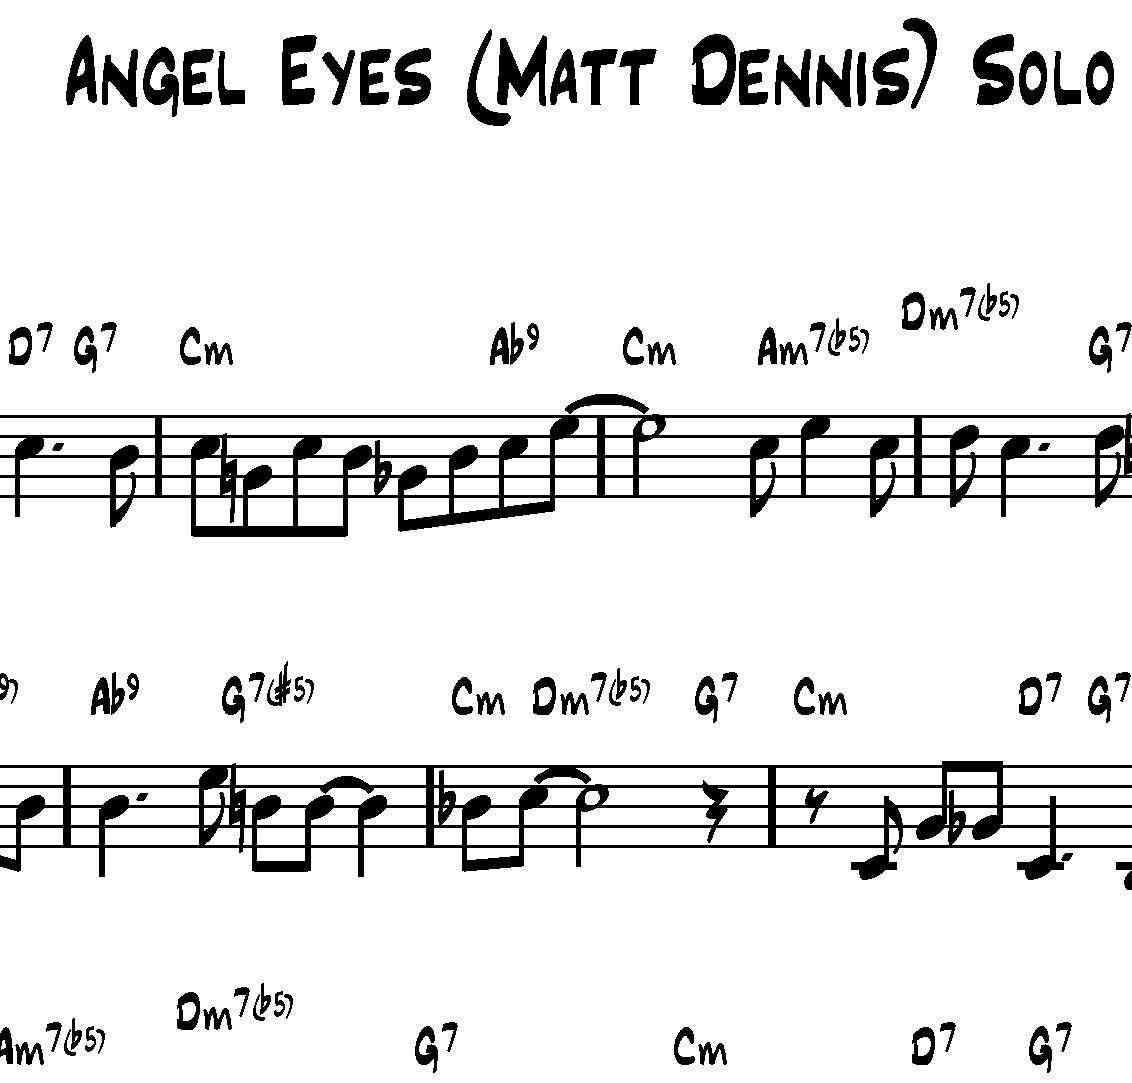 ANGEL EYES (MATT DENNIS) SOLO
D7 G7 Cm Ab9 Cm Am7(b5) Dm7(b5) G7
9) Ab9 G7(#5) Cm Dm7(b5) G7 Cm D7 G7
Am7(b5) Dm7(b5) G7 Cm D7 G7